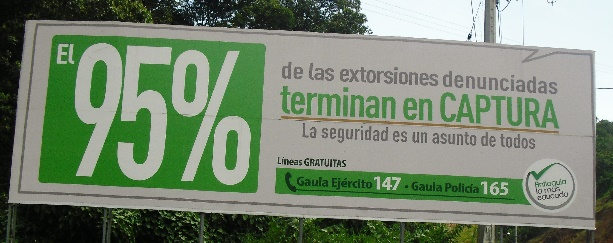 El
95%
de las extorsiones denunciadas
terminan en CAPTURA
La seguridad es un asunto de todos
Líneas GRATUITAS
Gaula Ejército 147 · Gaula Policía 165
Antioquia
la más
educada